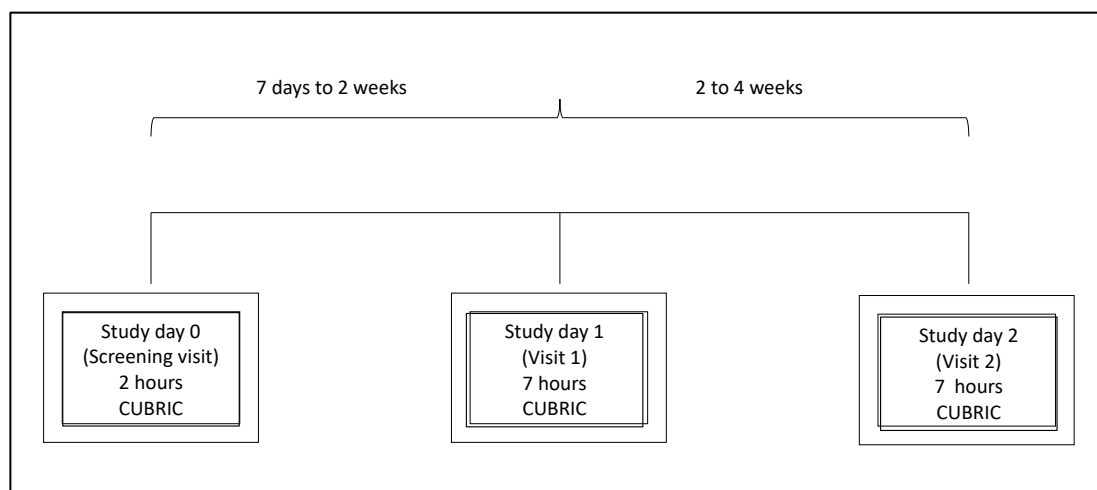 7 days to 2 weeks
2 to 4 weeks
Study day 0
(Screening visit)
2 hours
CUBRIC
Study day 1
(Visit 1)
7 hours
CUBRIC
Study day 2
(Visit 2)
7 hours
CUBRIC